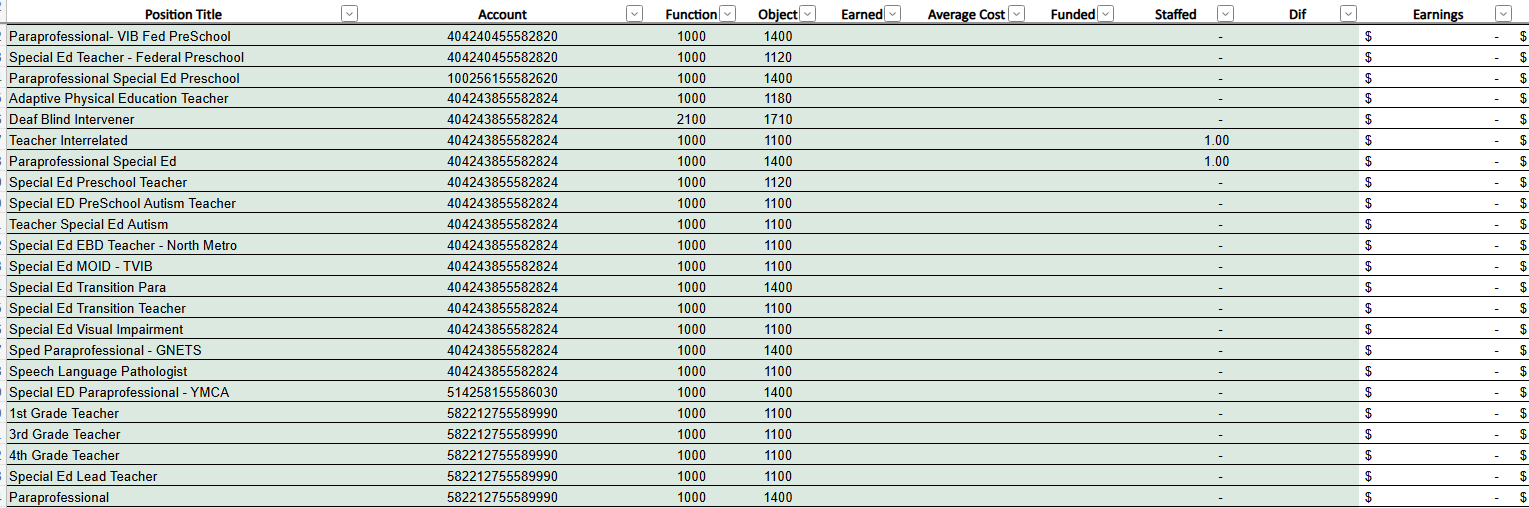 Position Title Account Function Object Earned Average Cost Funded Staffed Dif Earnings
Paraprofessional- VIB Fed PreSchool 404240455582820 1000 1400 - $ - $
Special Ed Teacher - Federal Preschool 404240455582820 1000 1120 - $ - $
Paraprofessional Special Ed Preschool 100256155582620 1000 1400 - $ - $
Adaptive Physical Education Teacher 404243855582824 1000 1180 - $ - $
Deaf Blind Intervener 404243855582824 2100 1710 - $ - $
Teacher Interrelated 404243855582824 1000 1100 1.00 $ - $
Paraprofessional Special Ed 404243855582824 1000 1400 1.00 $ - $
Special Ed Preschool Teacher 404243855582824 1000 1120 - $ - $
Special ED PreSchool Autism Teacher 404243855582824 1000 1100 - $ - $
Teacher Special Ed Autism 404243855582824 1000 1100 - $ - $
Special Ed EBD Teacher - North Metro 404243855582824 1000 1100 - $ - $
Special Ed MOID - TVIB 404243855582824 1000 1100 - $ - $
Special Ed Transition Para 404243855582824 1000 1400 - $ - $
Special Ed Transition Teacher 404243855582824 1000 1100 - $ - $
Special Ed Visual Impairment 404243855582824 1000 1100 - $ - $
Sped Paraprofessional - GNETS 404243855582824 1000 1400 - $ - $
Speech Language Pathologist 404243855582824 1000 1100 - $ - $
Special ED Paraprofessional - YMCA 514258155586030 1000 1400 - $ - $
1st Grade Teacher 582212755589990 1000 1100 - $ - $
3rd Grade Teacher 582212755589990 1000 1100 - $ - $
4th Grade Teacher 582212755589990 1000 1100 - $ - $
Special Ed Lead Teacher 582212755589990 1000 1100 - $ - $
Paraprofessional 582212755589990 1000 1400 - $ - $